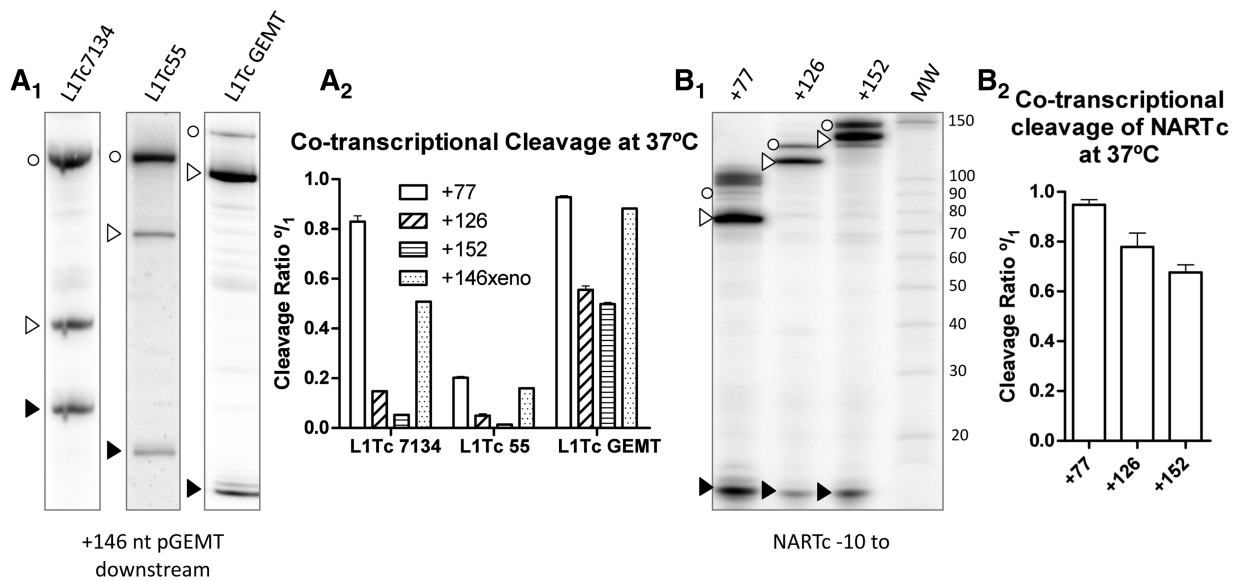 A1
L1Tc7134
L1Tc55
L1Tc GEMT
+146 nt pGEMT
downstream
A2
Co-transcriptional Cleavage at 37ºC
Cleavage Ratio º/1
1.0
0.8
0.6
0.4
0.2
0.0
+77
+126
+152
+146xeno
L1Tc 7134
L1Tc 55
L1Tc GEMT
B1
+77
+126
+152
MW
150
100
90
80
70
60
50
40
30
20
NARTc -10 to
B2
Co-transcriptional
cleavage of NARTc
at 37ºC
Cleavage Ratio º/1
1.0
0.8
0.6
0.4
0.2
0.0
+77
+126
+152